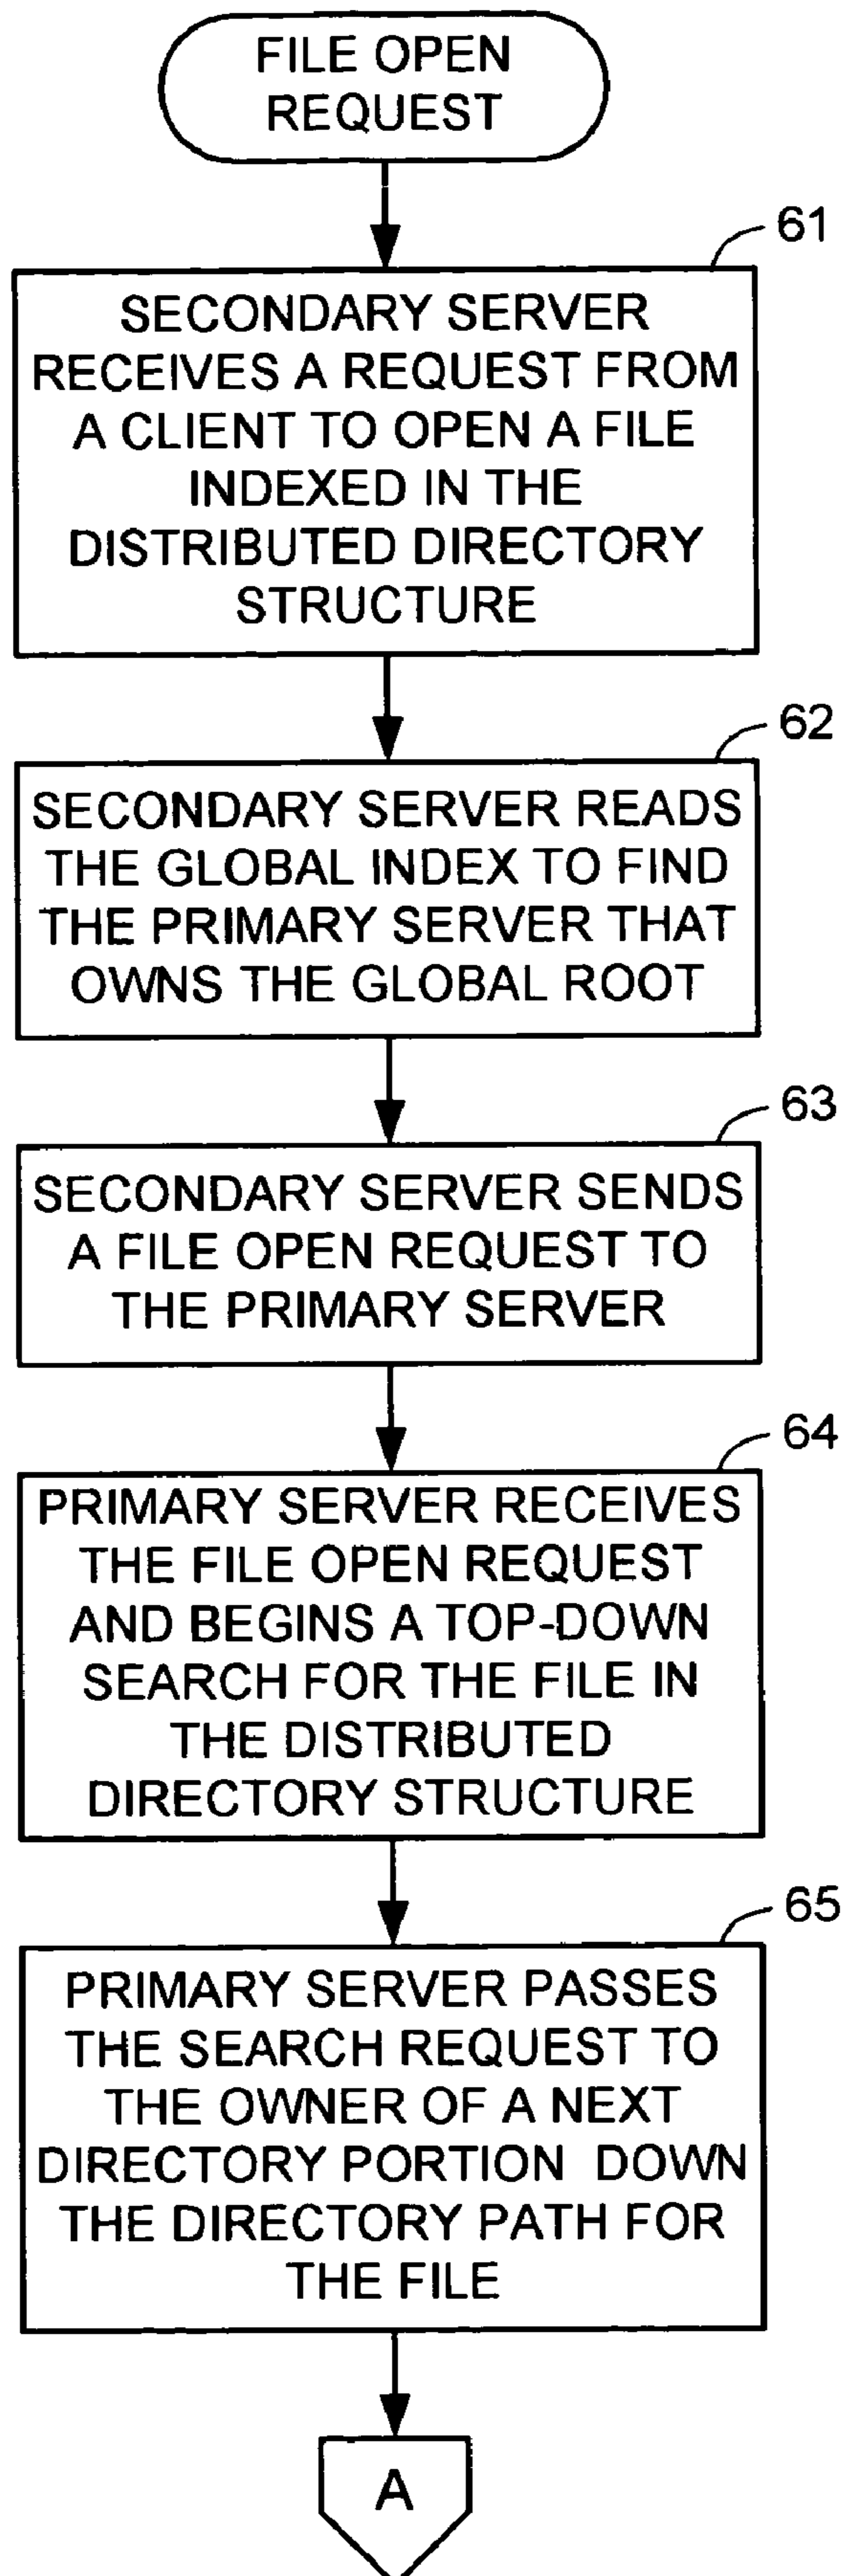 FILE OPEN
REQUEST
61
SECONDARY SERVER
RECEIVES A REQUEST FROM
A CLIENT TO OPEN A FILE
INDEXED IN THE
DISTRIBUTED DIRECTORY
STRUCTURE
62
SECONDARY SERVER READS
THE GLOBAL INDEX TO FIND
THE PRIMARY SERVER THAT
OWNS THE GLOBAL ROOT
63
SECONDARY SERVER SENDS
A FILE OPEN REQUEST TO
THE PRIMARY SERVER
64
PRIMARY SERVER RECEIVES
THE FILE OPEN REQUEST
AND BEGINS A TOP-DOWN
SEARCH FOR THE FILE IN
THE DISTRIBUTED
DIRECTORY STRUCTURE
65
PRIMARY SERVER PASSES
THE SEARCH REQUEST TO
THE OWNER OF A NEXT
DIRECTORY PORTION DOWN
THE DIRECTORY PATH FOR
THE FILE
A